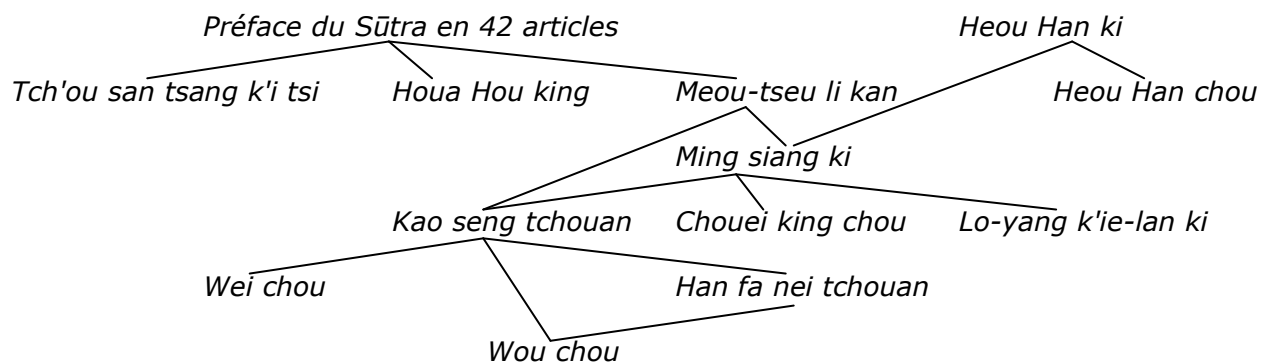 Préface du Sūtra en 42 articles Heou Han ki
Tch'ou san tsang k'i tsi Houa Hou king Meou-tseu li kan Heou Han chou
Ming siang ki
Kao seng tchouan Chouei king chou Lo-yang k'ie-lan ki
Wei chou Han fa nei tchouan
Wou chou